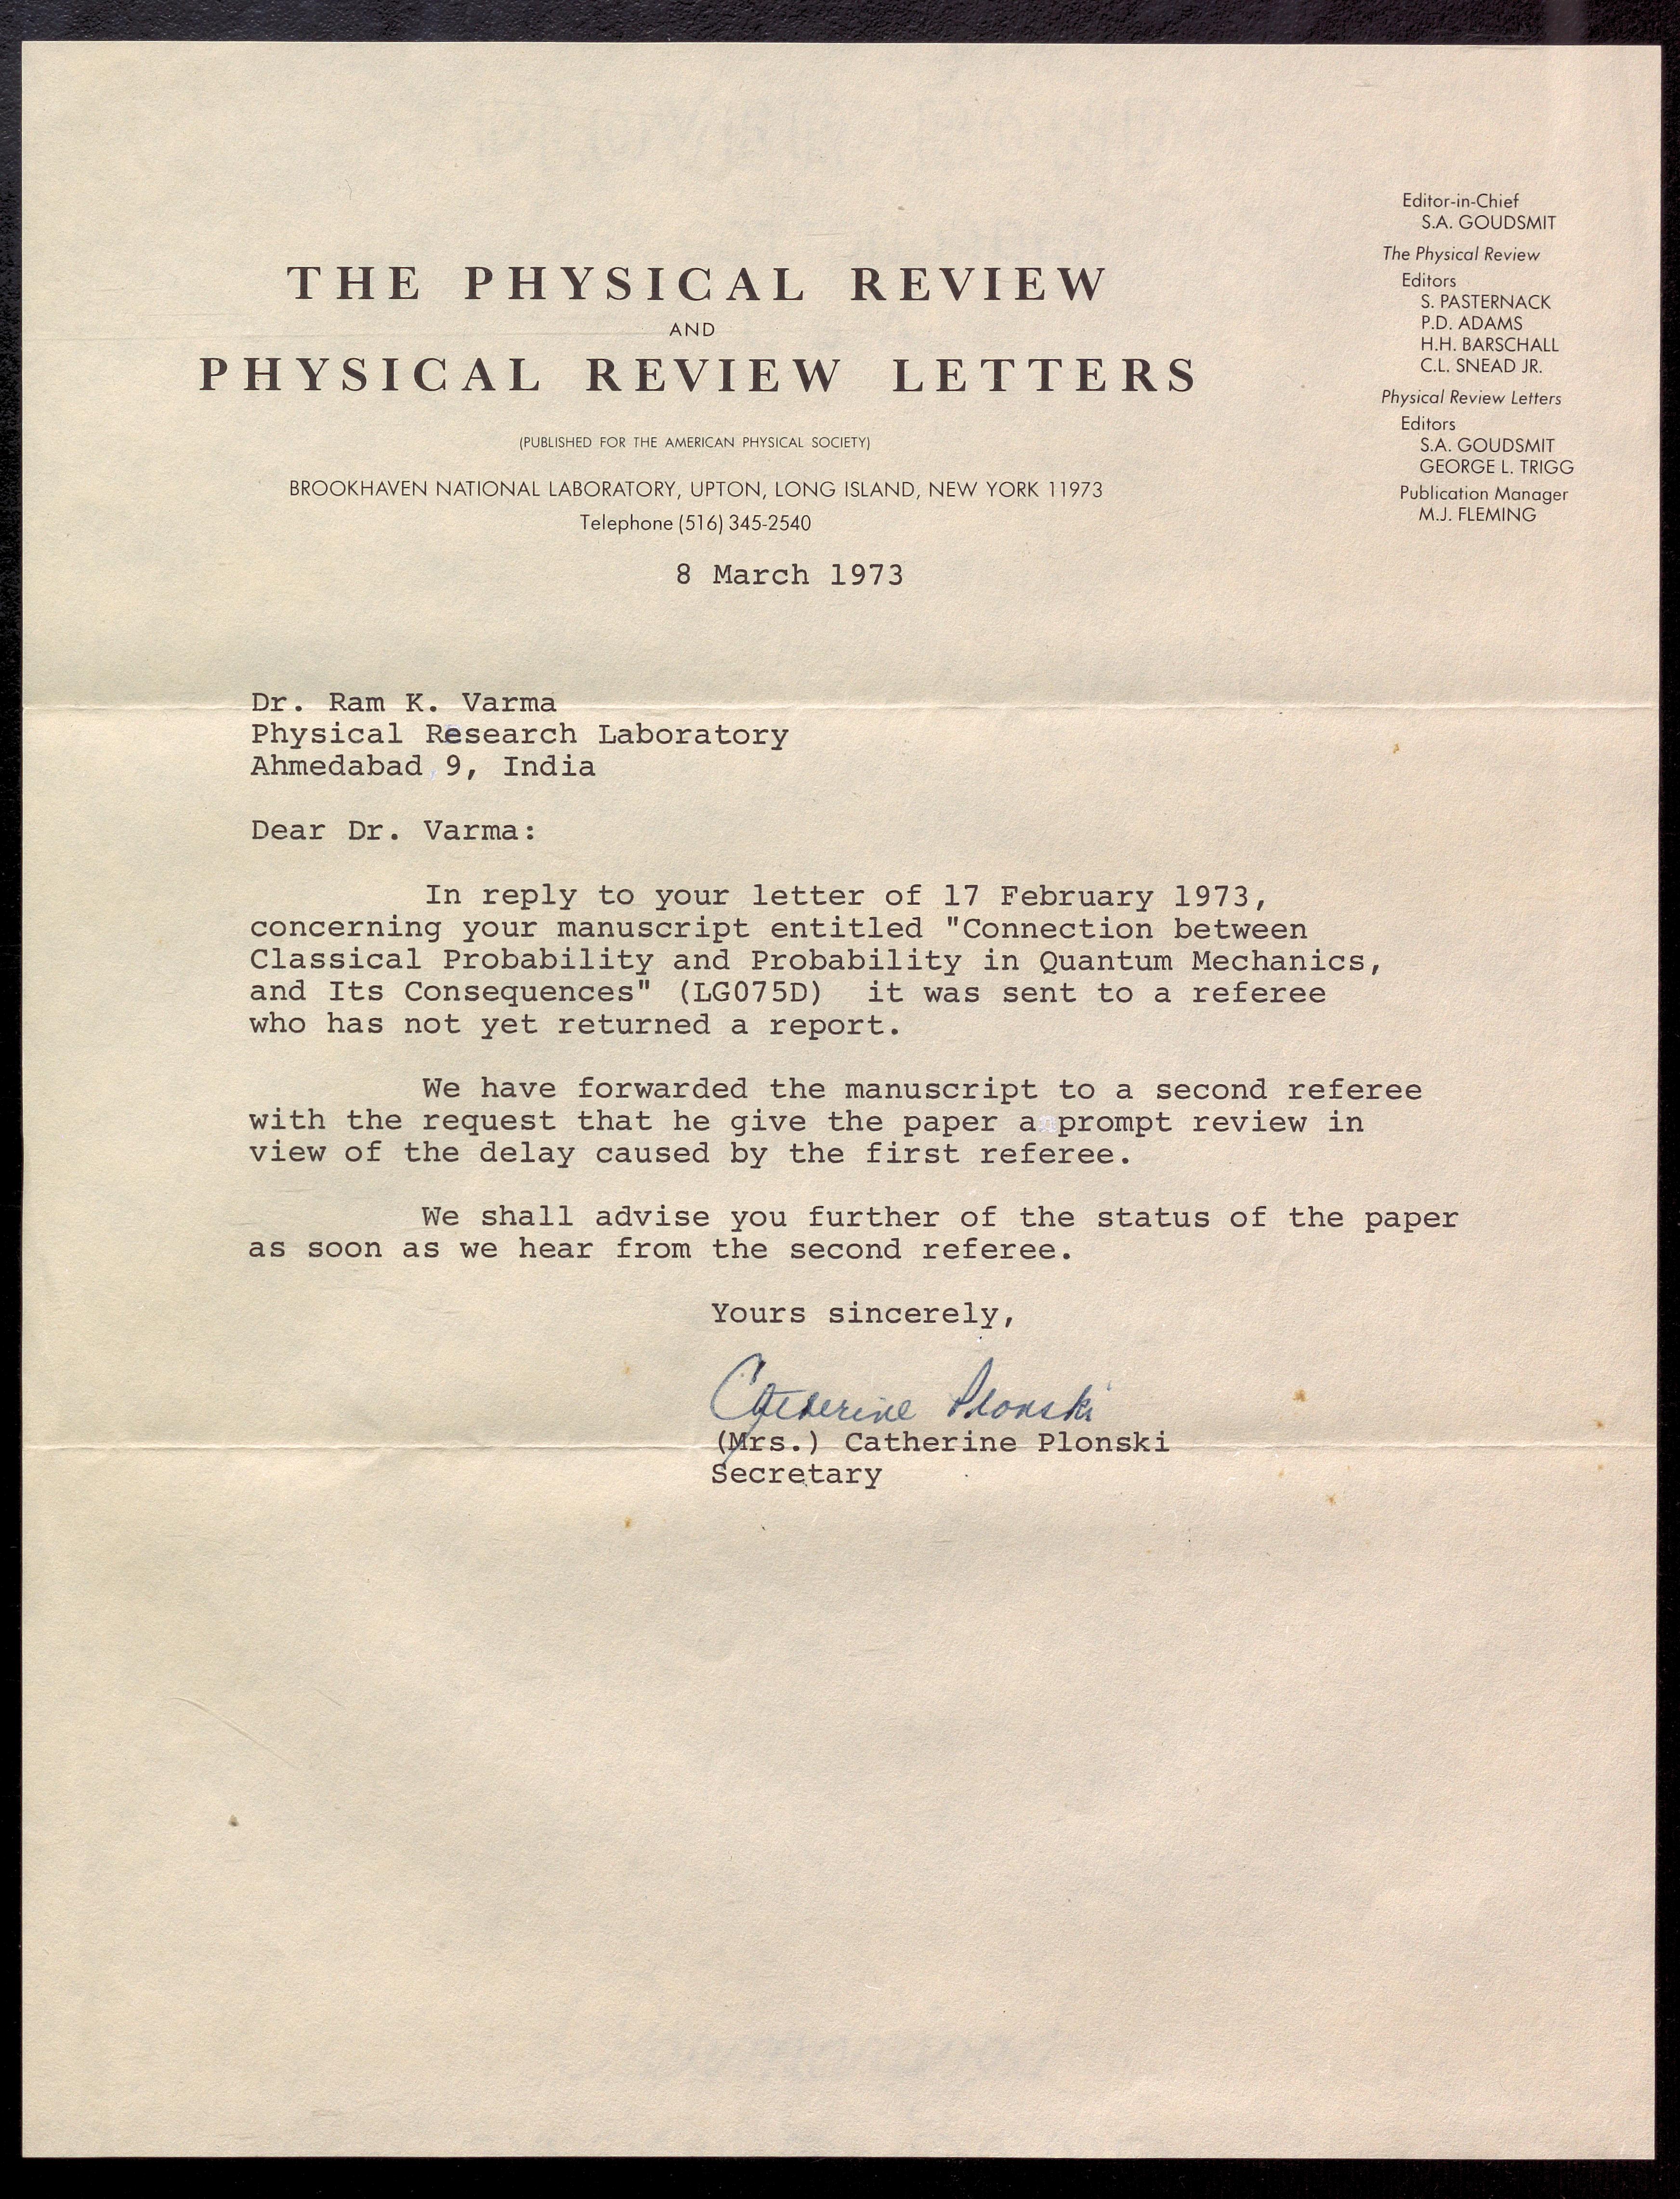 Editor-in-Chief
S.A. GOUDSMIT
The Physical Review
Editors
S. PASTERNACK
P.D. ADAMS
H.H. BARSCHALL
C.L. SNEAD JR.
Physical Review Letters
Editors
S.A. GOUDSMIT
GEORGE L. TRIGG
Publication Manager
M.J. FLEMING
THE PHYSICAL REVIEW
AND
PHYSICAL REVIEW LETTERS
(PUBLISHED FOR THE AMERICAN PHYSICAL SOCIETY)
BROOKHAVEN NATIONAL LABORATORY, UPTON, LONG ISLAND, NEW YORK 11973
Telephone (516) 345-2540
8 March 1973
Dr. Ram K. Varma
Physical Research Laboratory
Ahmedabad 9, India
Dear Dr. Varma:
In reply to your letter of 17 February 1973,
concerning your manuscript entitled "Connection between
Classical Probability and Probability in Quantum Mechanics,
and Its Consequences" (LG075D)  it was sent to a referee
who has not yet returned a report.
We have forwarded the manuscript to a second referee
with the request that he give the paper a prompt review in
view of the delay caused by the first referee.
We shall advise you further of the status of the paper
as soon as we hear from the second referee.
Yours sincerely,
Catherine Plonski
(Mrs.) Catherine Plonski
Secretary